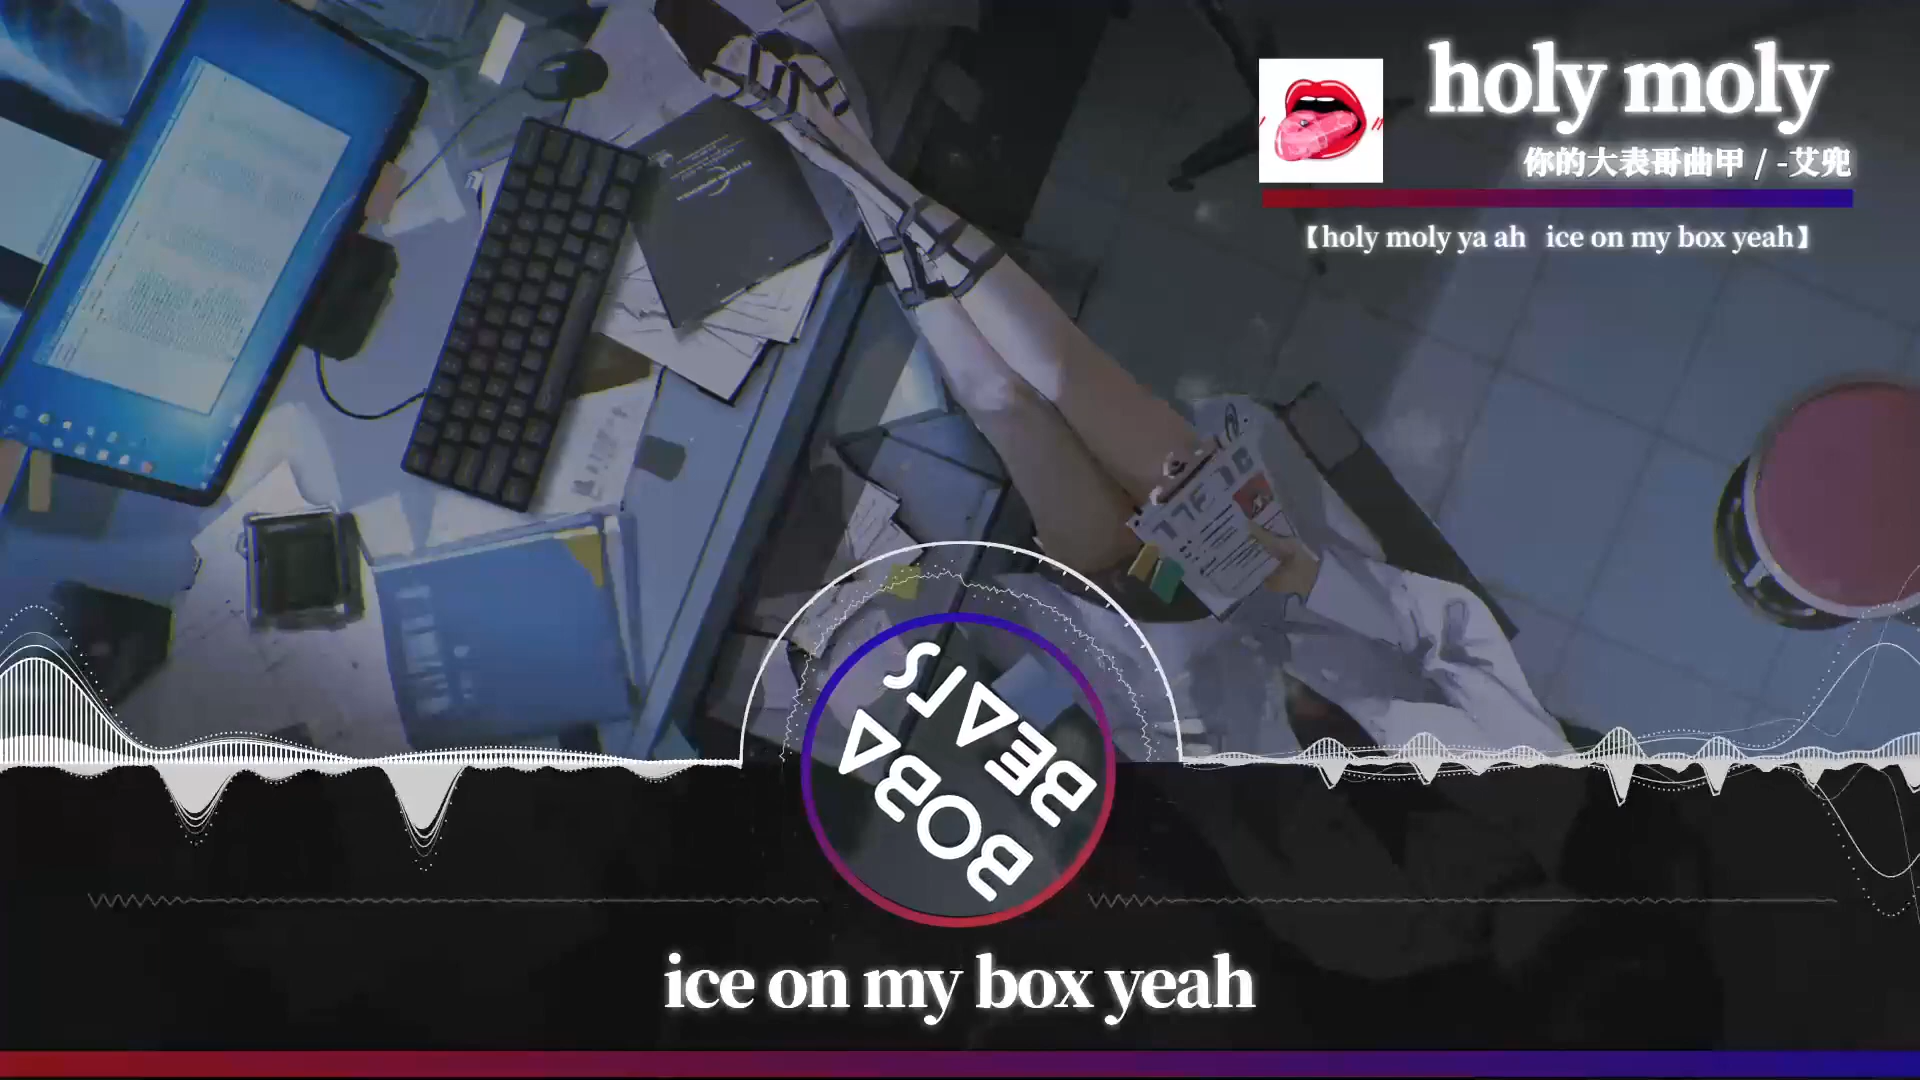 holy moly
你的大表哥曲甲 / -艾兜
【holy moly ya ah ice on my box yeah】
BOBA
BEATS
ice on my box yeah